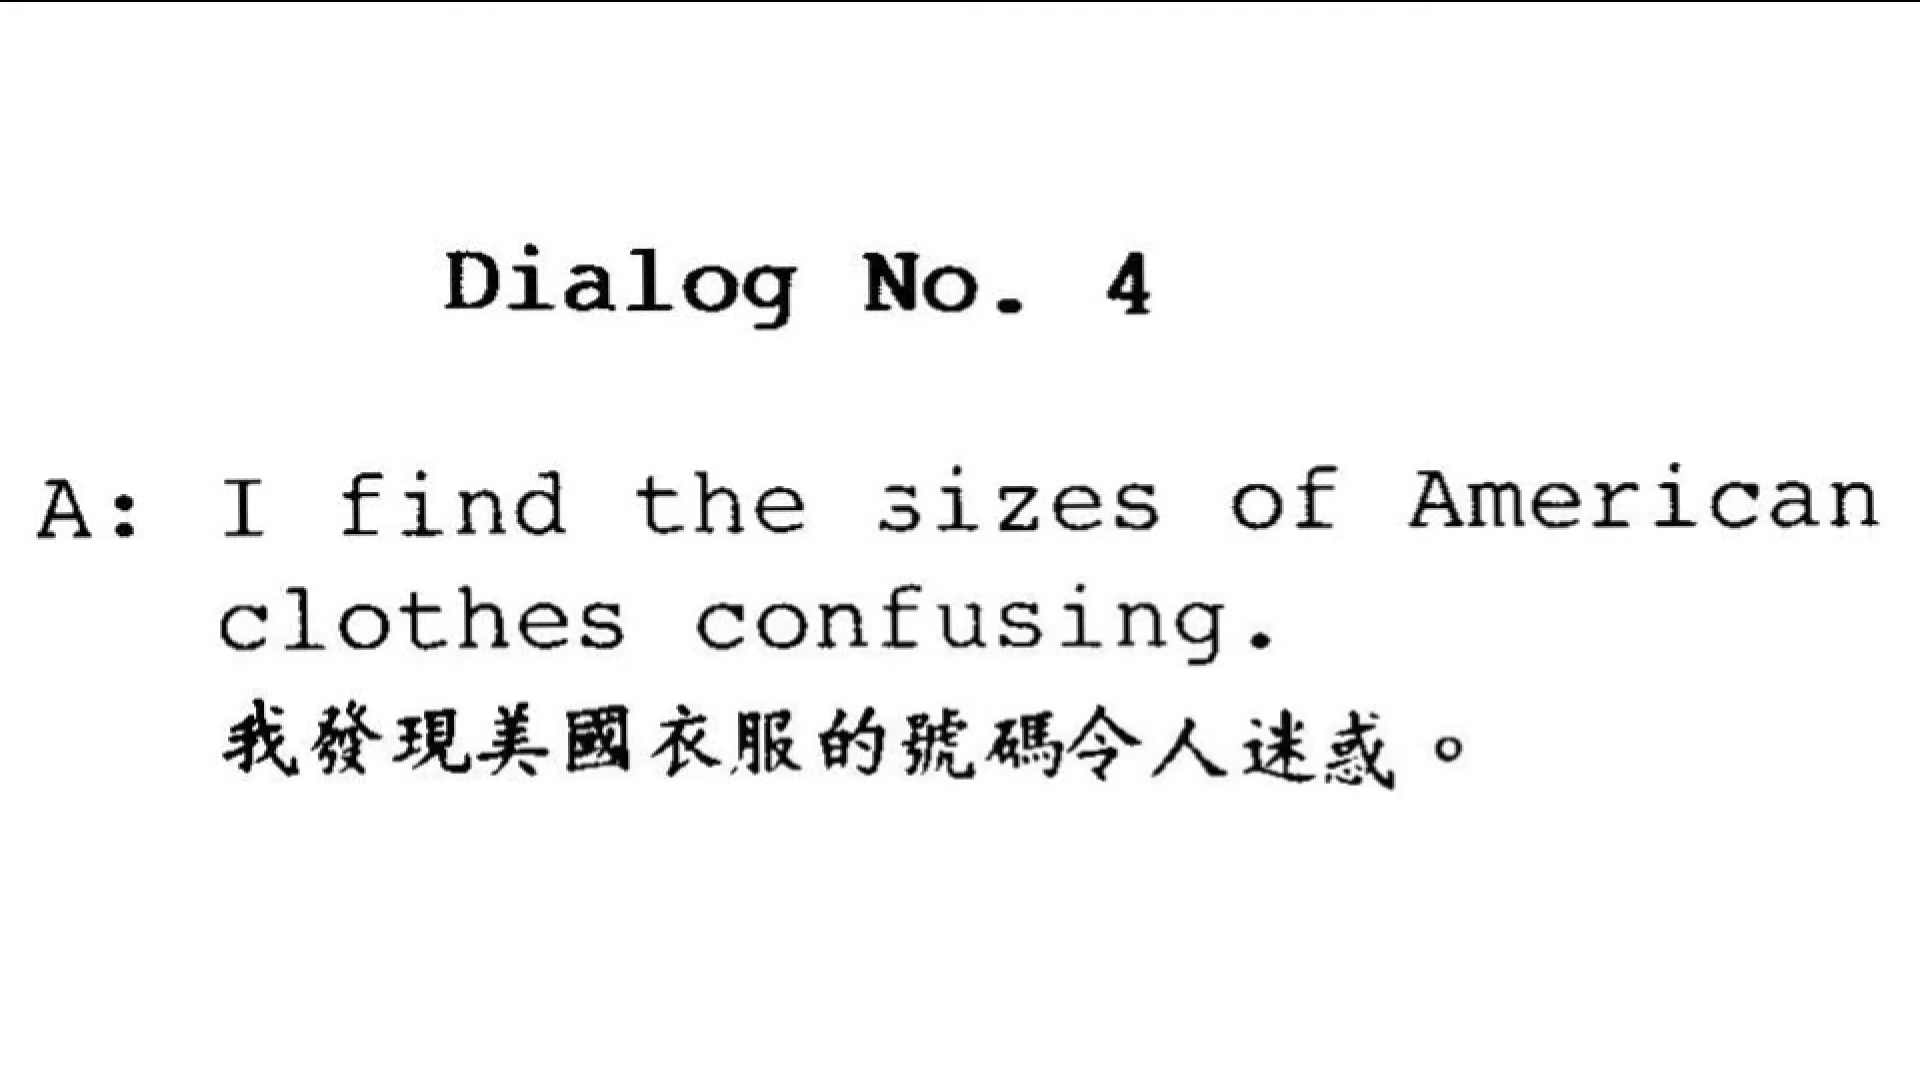 Dialog No. 4
A: I find the sizes of American
clothes confusing.
我發現美國衣服的號碼令人迷惑。